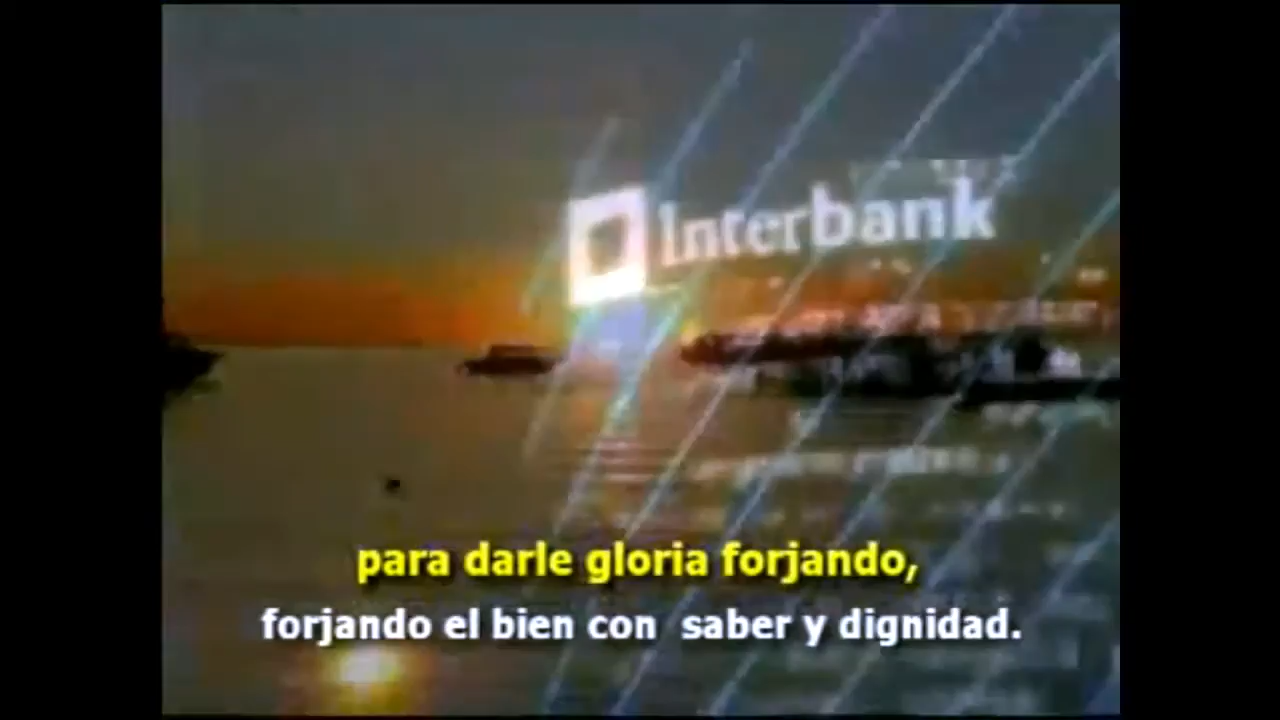 Interbank
para darle gloria forjando,
forjando el bien con saber y dignidad.